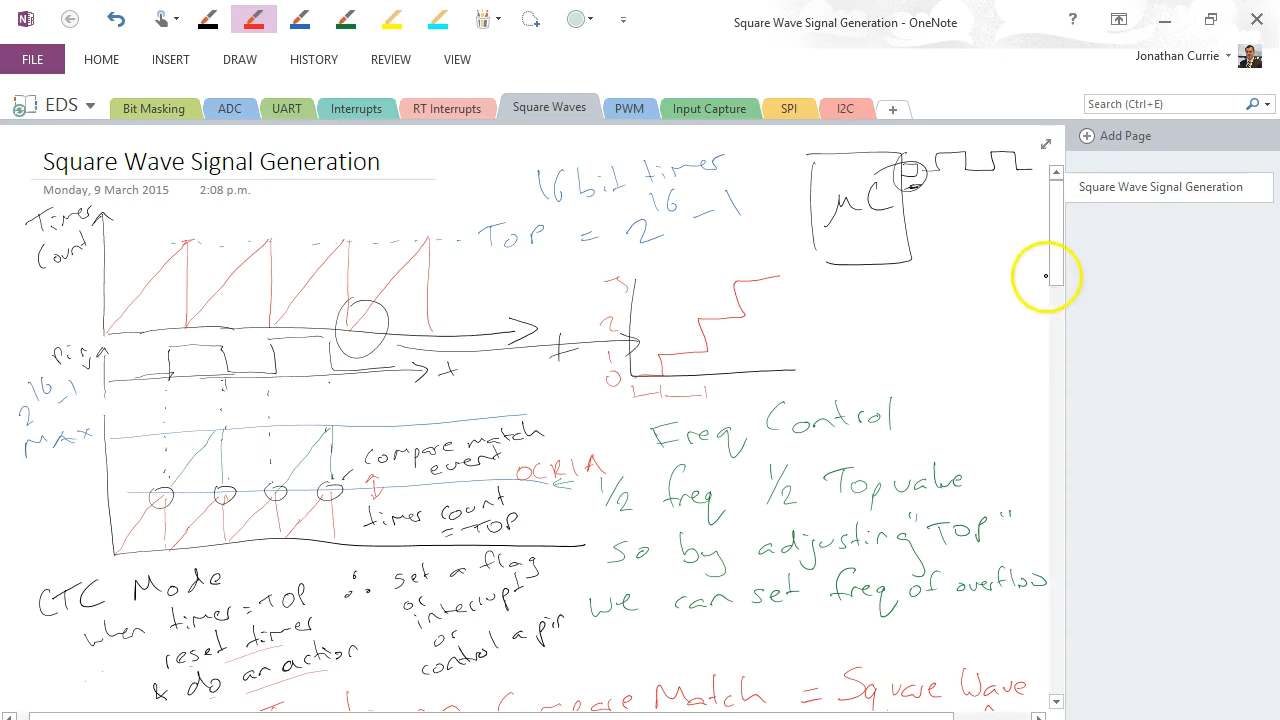 Square Wave Signal Generation - OneNote
?
Jonathan Currie
FILE HOME INSERT DRAW HISTORY REVIEW VIEW
EDS
Bit Masking ADC UART Interrupts RT Interrupts Square Waves PWM Input Capture SPI I2C
Search (Ctrl+E)
Add Page
Square Wave Signal Generation
Square Wave Signal Generation
Monday, 9 March 2015 2:08 p.m.
16 bit timer
TOP = 2^16 - 1
µC
Timer
Count
pin
t
t
2^16 - 1
MAX
3
2
1
0
compare match
event
OCR1A
timer count
= TOP
Freq Control
1/2 freq 1/2 Top value
so by adjusting "TOP"
we can set freq of overflow
CTC Mode
when timer = TOP
reset timer
& do an action
∴ set a flag
or
interrupt
or
control a pin
Compare Match = Square Wave